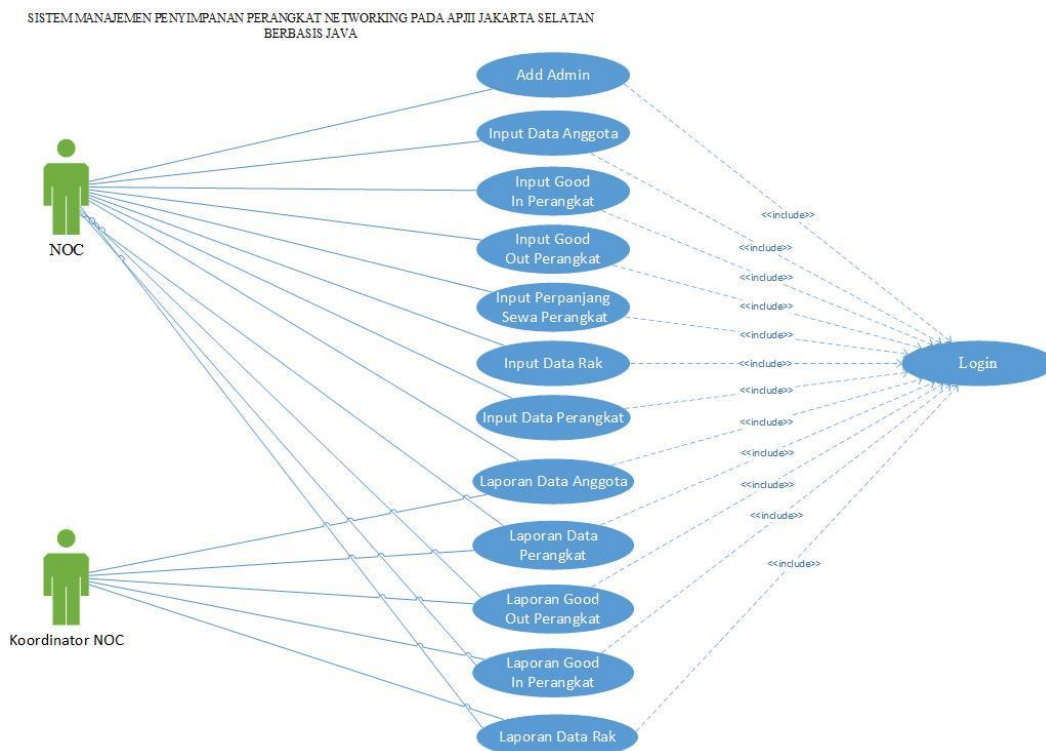 SISTEM MANAJEMEN PENYIMPANAN PERANGKAT NETWORKING PADA APJII JAKARTA SELATAN
BERBASIS JAVA
Add Admin
Input Data Anggota
Input Good
In Perangkat
Input Good
Out Perangkat
Input Perpanjang
Sewa Perangkat
Input Data Rak
Input Data Perangkat
Laporan Data Anggota
Laporan Data
Perangkat
Laporan Good
Out Perangkat
Laporan Good
In Perangkat
Laporan Data Rak
NOC
Koordinator NOC
<<include>>
<<include>>
<<include>>
<<include>>
<<include>>
<<include>>
<<include>>
<<include>>
<<include>>
<<include>>
<<include>>
<<include>>
Login